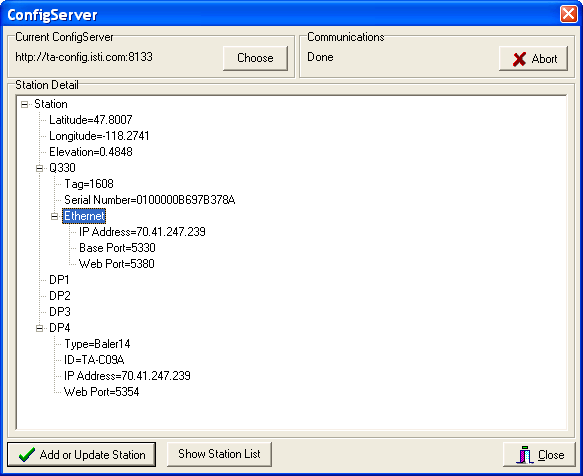 ConfigServer
Current ConfigServer
Communications
http://ta-config.isti.com:8133
Choose
Done
Abort
Station Detail
Station
Latitude=47.8007
Longitude=-118.2741
Elevation=0.4848
Q330
Tag=1608
Serial Number=0100000B697B378A
Ethernet
IP Address=70.41.247.239
Base Port=5330
Web Port=5380
DP1
DP2
DP3
DP4
Type=Baler14
ID=TA-C09A
IP Address=70.41.247.239
Web Port=5354
Add or Update Station
Show Station List
Close